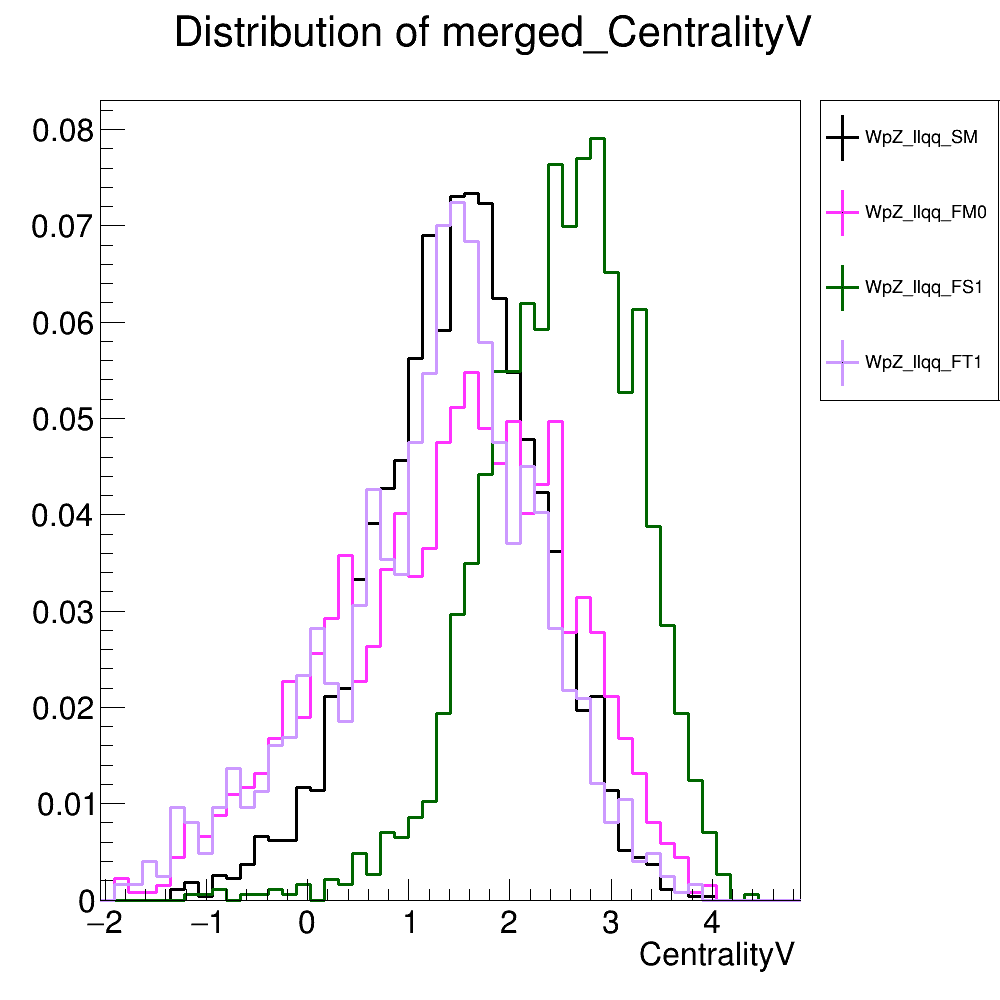 Distribution of merged_CentralityV
WpZ_llqq_SM
WpZ_llqq_FM0
WpZ_llqq_FS1
WpZ_llqq_FT1
0.08
0.07
0.06
0.05
0.04
0.03
0.02
0.01
0
−2 −1 0 1 2 3 4
CentralityV